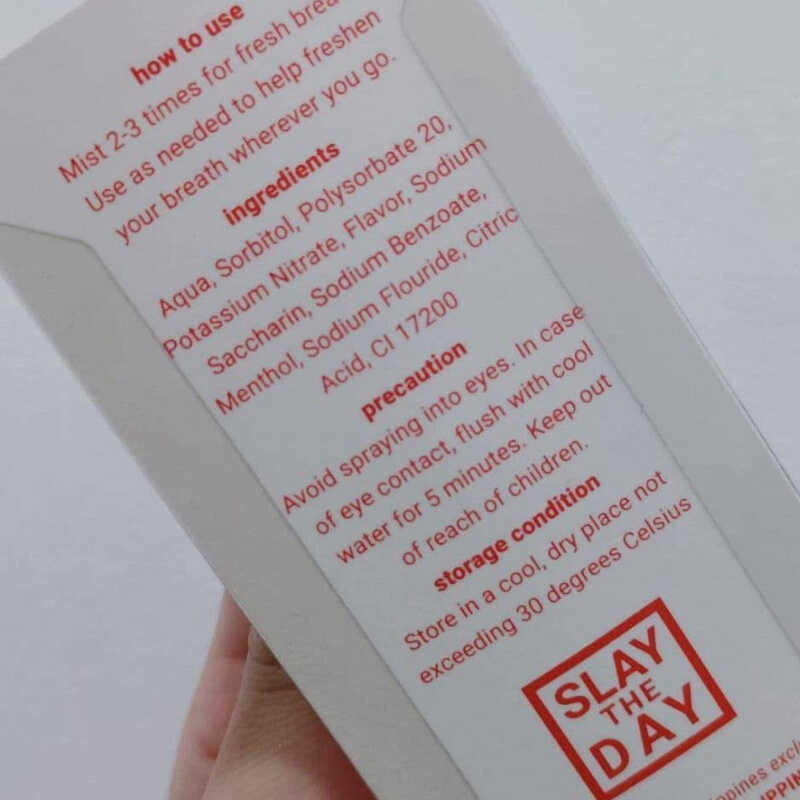 how to use
Mist 2-3 times for fresh brea
Use as needed to help freshen
your breath wherever you go.
ingredients
Aqua, Sorbitol, Polysorbate 20,
Potassium Nitrate, Flavor, Sodium
Saccharin, Sodium Benzoate,
Menthol, Sodium Flouride, Citric
Acid, CI 17200
precaution
Avoid spraying into eyes. In case
of eye contact, flush with cool
water for 5 minutes. Keep out
of reach of children.
storage condition
Store in a cool, dry place not
exceeding 30 degrees Celsius
SLAY
THE
DAY